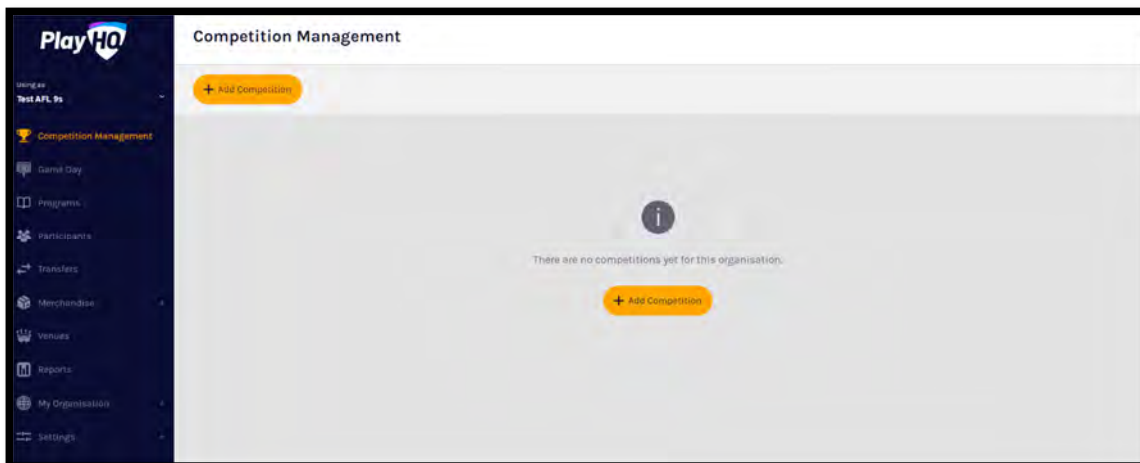 PlayHQ
Competition Management
Using as
Test AFL 9s
+ Add Competition
Competition Management
Game Day
Programs
Participants
Transfers
Merchandise
Venues
Reports
My Organisation
Settings
There are no competitions yet for this organisation.
+ Add Competition